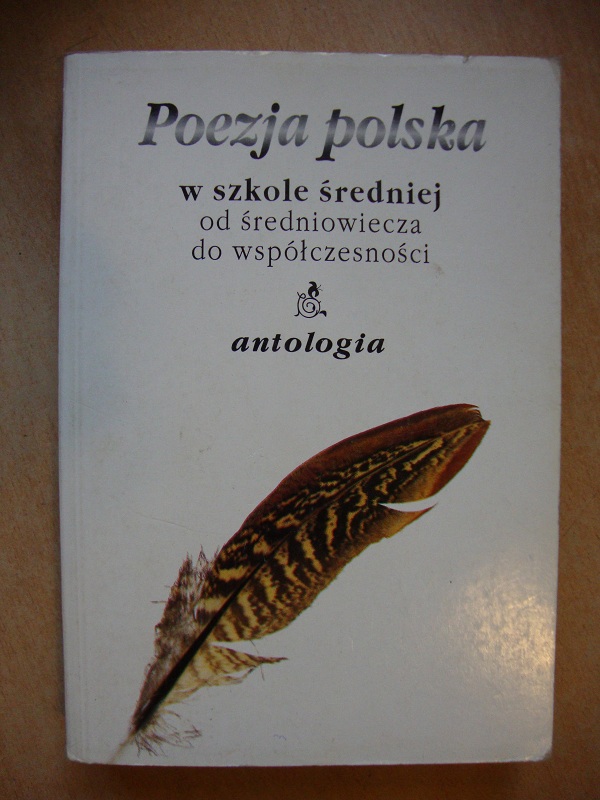 Poezja polska
w szkole średniej
od średniowiecza
do współczesności
antologia